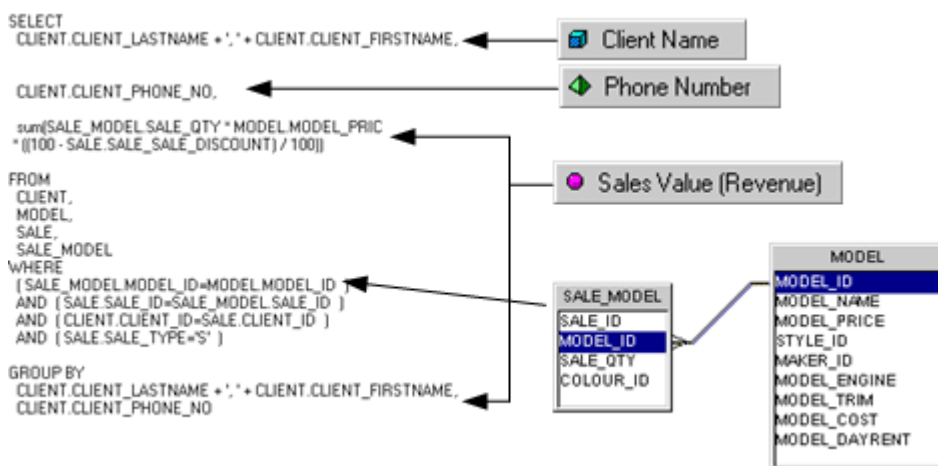 SELECT
CLIENT.CLIENT_LASTNAME + ', ' + CLIENT.CLIENT_FIRSTNAME,
CLIENT.CLIENT_PHONE_NO,
sum(SALE_MODEL.SALE_QTY * MODEL.MODEL_PRIC
* ((100 - SALE.SALE_SALE_DISCOUNT) / 100))
FROM
CLIENT,
MODEL,
SALE,
SALE_MODEL
WHERE
( SALE_MODEL.MODEL_ID=MODEL.MODEL_ID )
AND ( SALE.SALE_ID=SALE_MODEL.SALE_ID )
AND ( CLIENT.CLIENT_ID=SALE.CLIENT_ID )
AND ( SALE.SALE_TYPE='S' )
GROUP BY
CLIENT.CLIENT_LASTNAME + ', ' + CLIENT.CLIENT_FIRSTNAME,
CLIENT.CLIENT_PHONE_NO
Client Name
Phone Number
Sales Value (Revenue)
SALE_MODEL
SALE_ID
MODEL_ID
SALE_QTY
COLOUR_ID
MODEL
MODEL_ID
MODEL_NAME
MODEL_PRICE
STYLE_ID
MAKER_ID
MODEL_ENGINE
MODEL_TRIM
MODEL_COST
MODEL_DAYRENT